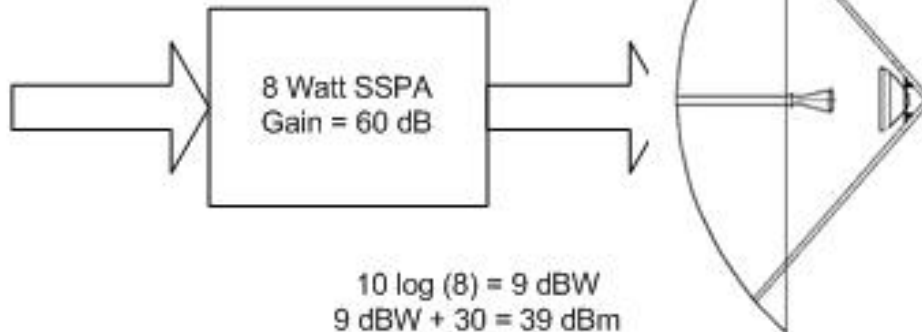 8 Watt SSPA
Gain = 60 dB
10 log (8) = 9 dBW
9 dBW + 30 = 39 dBm